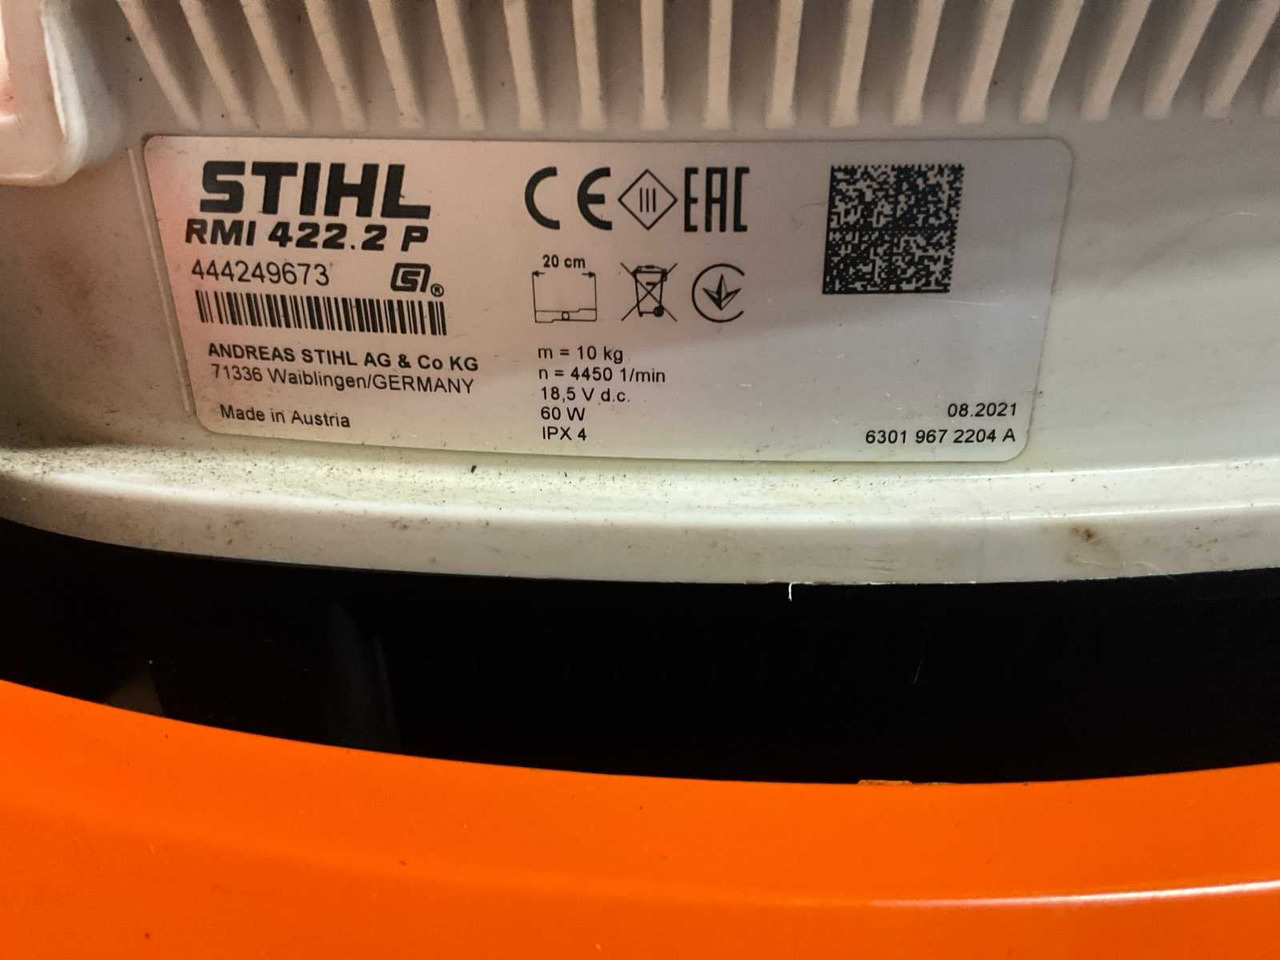 STIHL
RMI 422.2 P
444249673
ANDREAS STIHL AG & Co KG
71336 Waiblingen/GERMANY
Made in Austria
CE III EAC
20 cm
m = 10 kg
n = 4450 1/min
18,5 V d.c.
60 W
IPX 4
08.2021
6301 967 2204 A